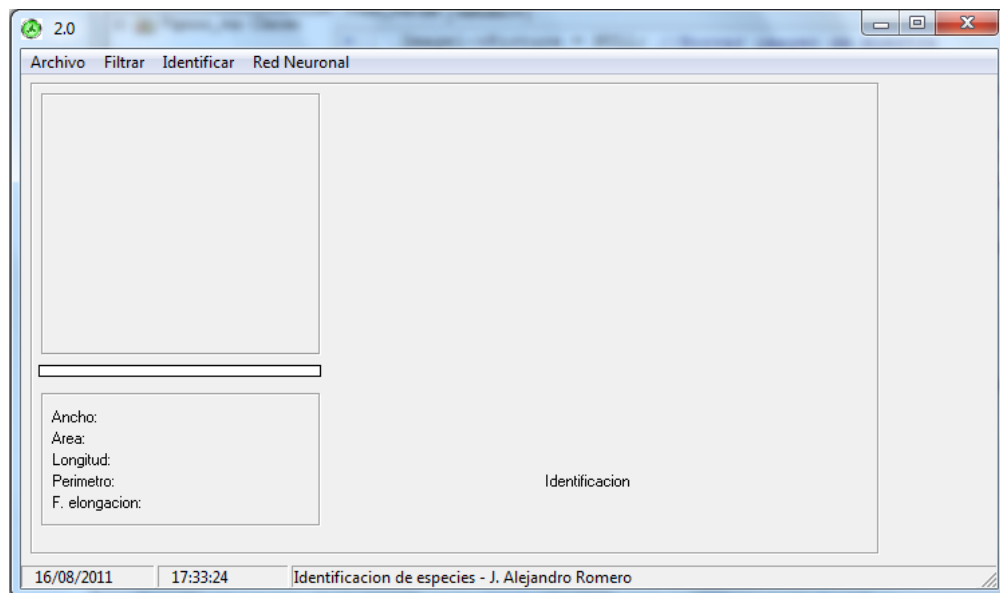 2.0
Archivo Filtrar Identificar Red Neuronal
Ancho:
Area:
Longitud:
Perimetro:
F. elongacion:
Identificacion
16/08/2011 17:33:24 Identificacion de especies - J. Alejandro Romero